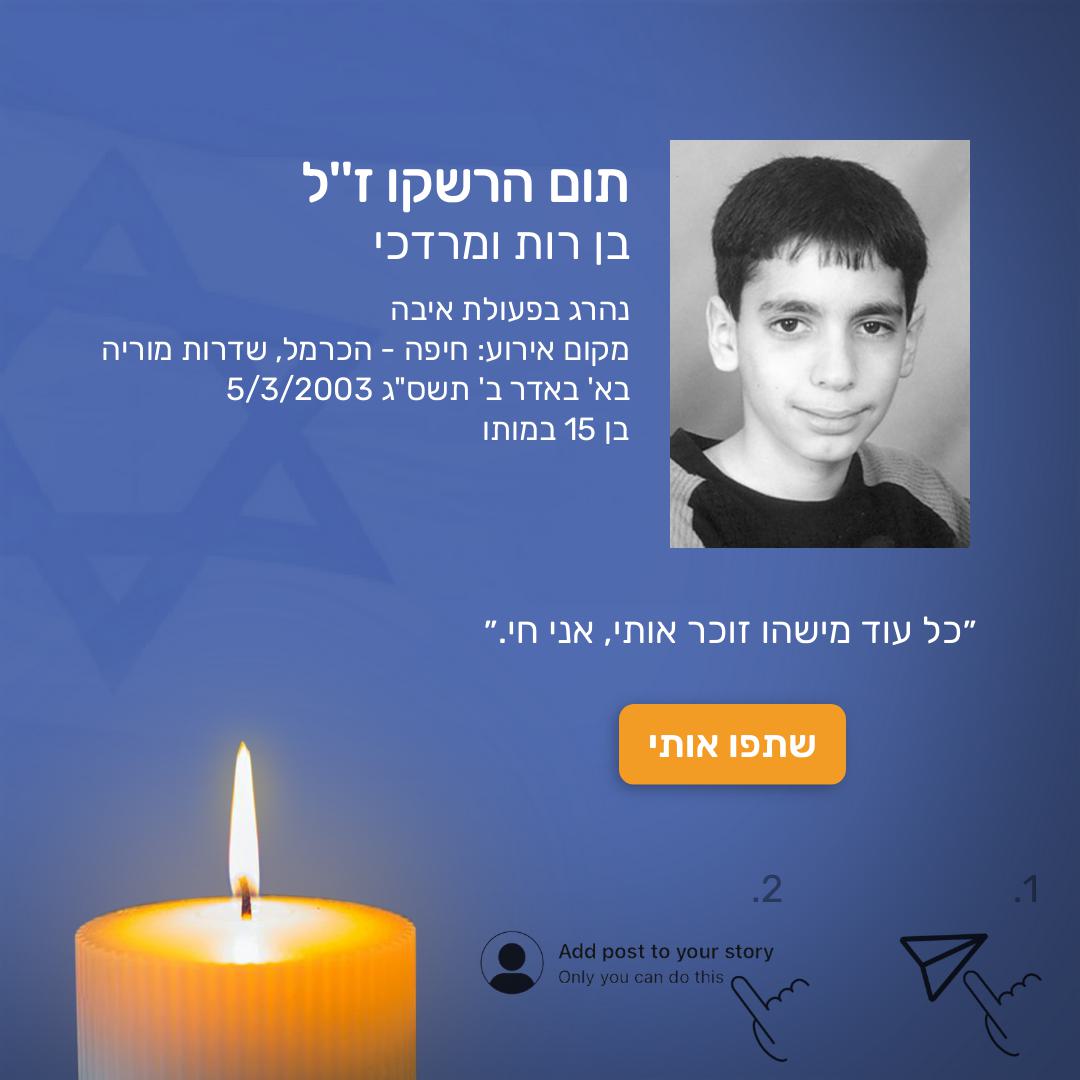 תום הרשקו ז"ל
בן רות ומרדכי
נהרג בפעולת איבה
מקום אירוע: חיפה - הכרמל, שדרות מוריה
בא' באדר ב' תשס"ג 5/3/2003
בן 15 במותו
״כל עוד מישהו זוכר אותי, אני חי.״
שתפו אותי
1.
2.
Add post to your story
Only you can do this